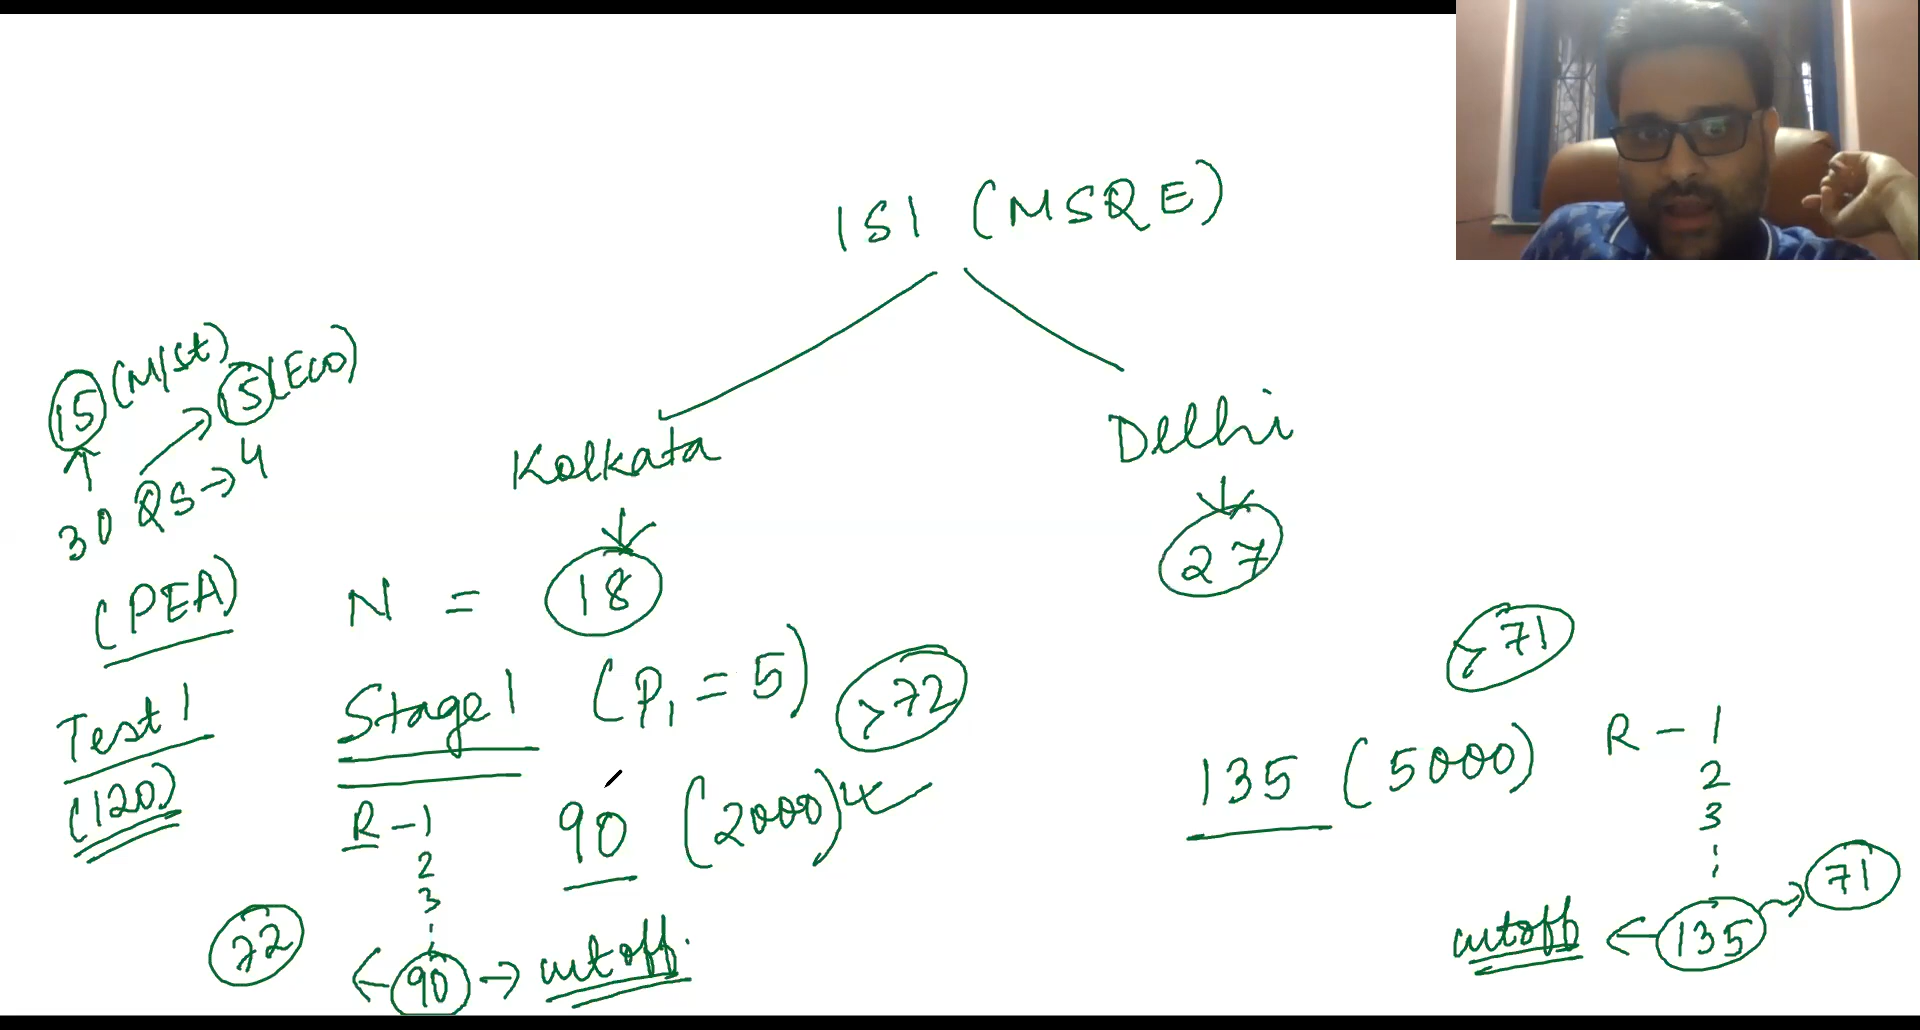 ISI (MSQE)
15 (M/St) 15 (Eco)
30 QS → 4
(PEA)
Test 1
(120)
Kolkata
Delhi
N = 18
27
Stage 1 (P₁ = 5) >72
>71
R - 1
2
3
90 (2000)
135 (5000)
R - 1
2
3
72 ← 90 → cutoff
cutoff ← 135 → 71